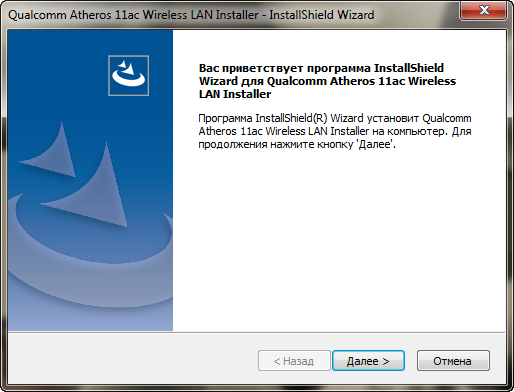 Qualcomm Atheros 11ac Wireless LAN Installer - InstallShield Wizard
Вас приветствует программа InstallShield
Wizard для Qualcomm Atheros 11ac Wireless
LAN Installer
Программа InstallShield(R) Wizard установит Qualcomm
Atheros 11ac Wireless LAN Installer на компьютер. Для
продолжения нажмите кнопку 'Далее'.
< Назад
Далее >
Отмена